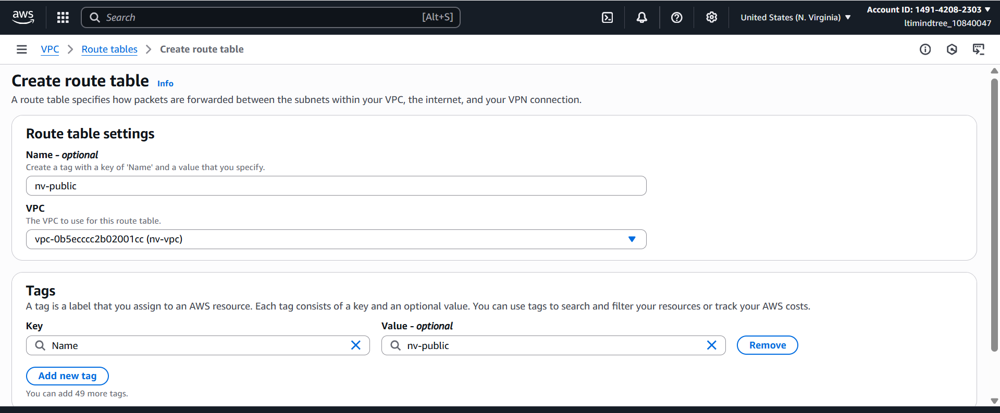 aws
Search [Alt+S]
United States (N. Virginia)
Account ID: 1491-4208-2303
ltimindtree_10840047
VPC Route tables Create route table
Create route table Info
A route table specifies how packets are forwarded between the subnets within your VPC, the internet, and your VPN connection.
Route table settings
Name - optional
Create a tag with a key of 'Name' and a value that you specify.
nv-public
VPC
The VPC to use for this route table.
vpc-0b5ecccc2b02001cc (nv-vpc)
Tags
A tag is a label that you assign to an AWS resource. Each tag consists of a key and an optional value. You can use tags to search and filter your resources or track your AWS costs.
Key Value - optional
Name nv-public Remove
Add new tag
You can add 49 more tags.